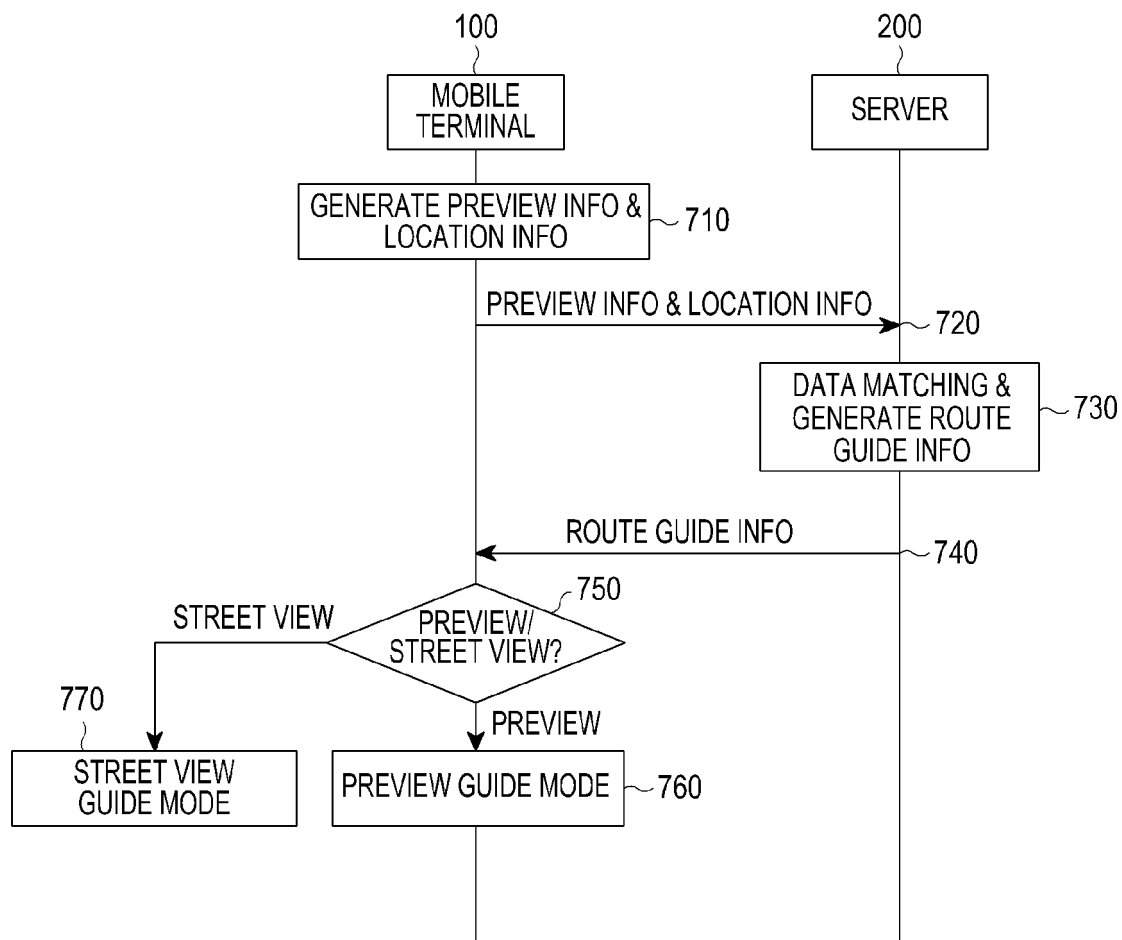 100
200
MOBILE
TERMINAL
SERVER
GENERATE PREVIEW INFO &
LOCATION INFO
710
PREVIEW INFO & LOCATION INFO
720
DATA MATCHING &
GENERATE ROUTE
GUIDE INFO
730
ROUTE GUIDE INFO
740
750
STREET VIEW
PREVIEW/
STREET VIEW?
770
PREVIEW
STREET VIEW
GUIDE MODE
PREVIEW GUIDE MODE
760